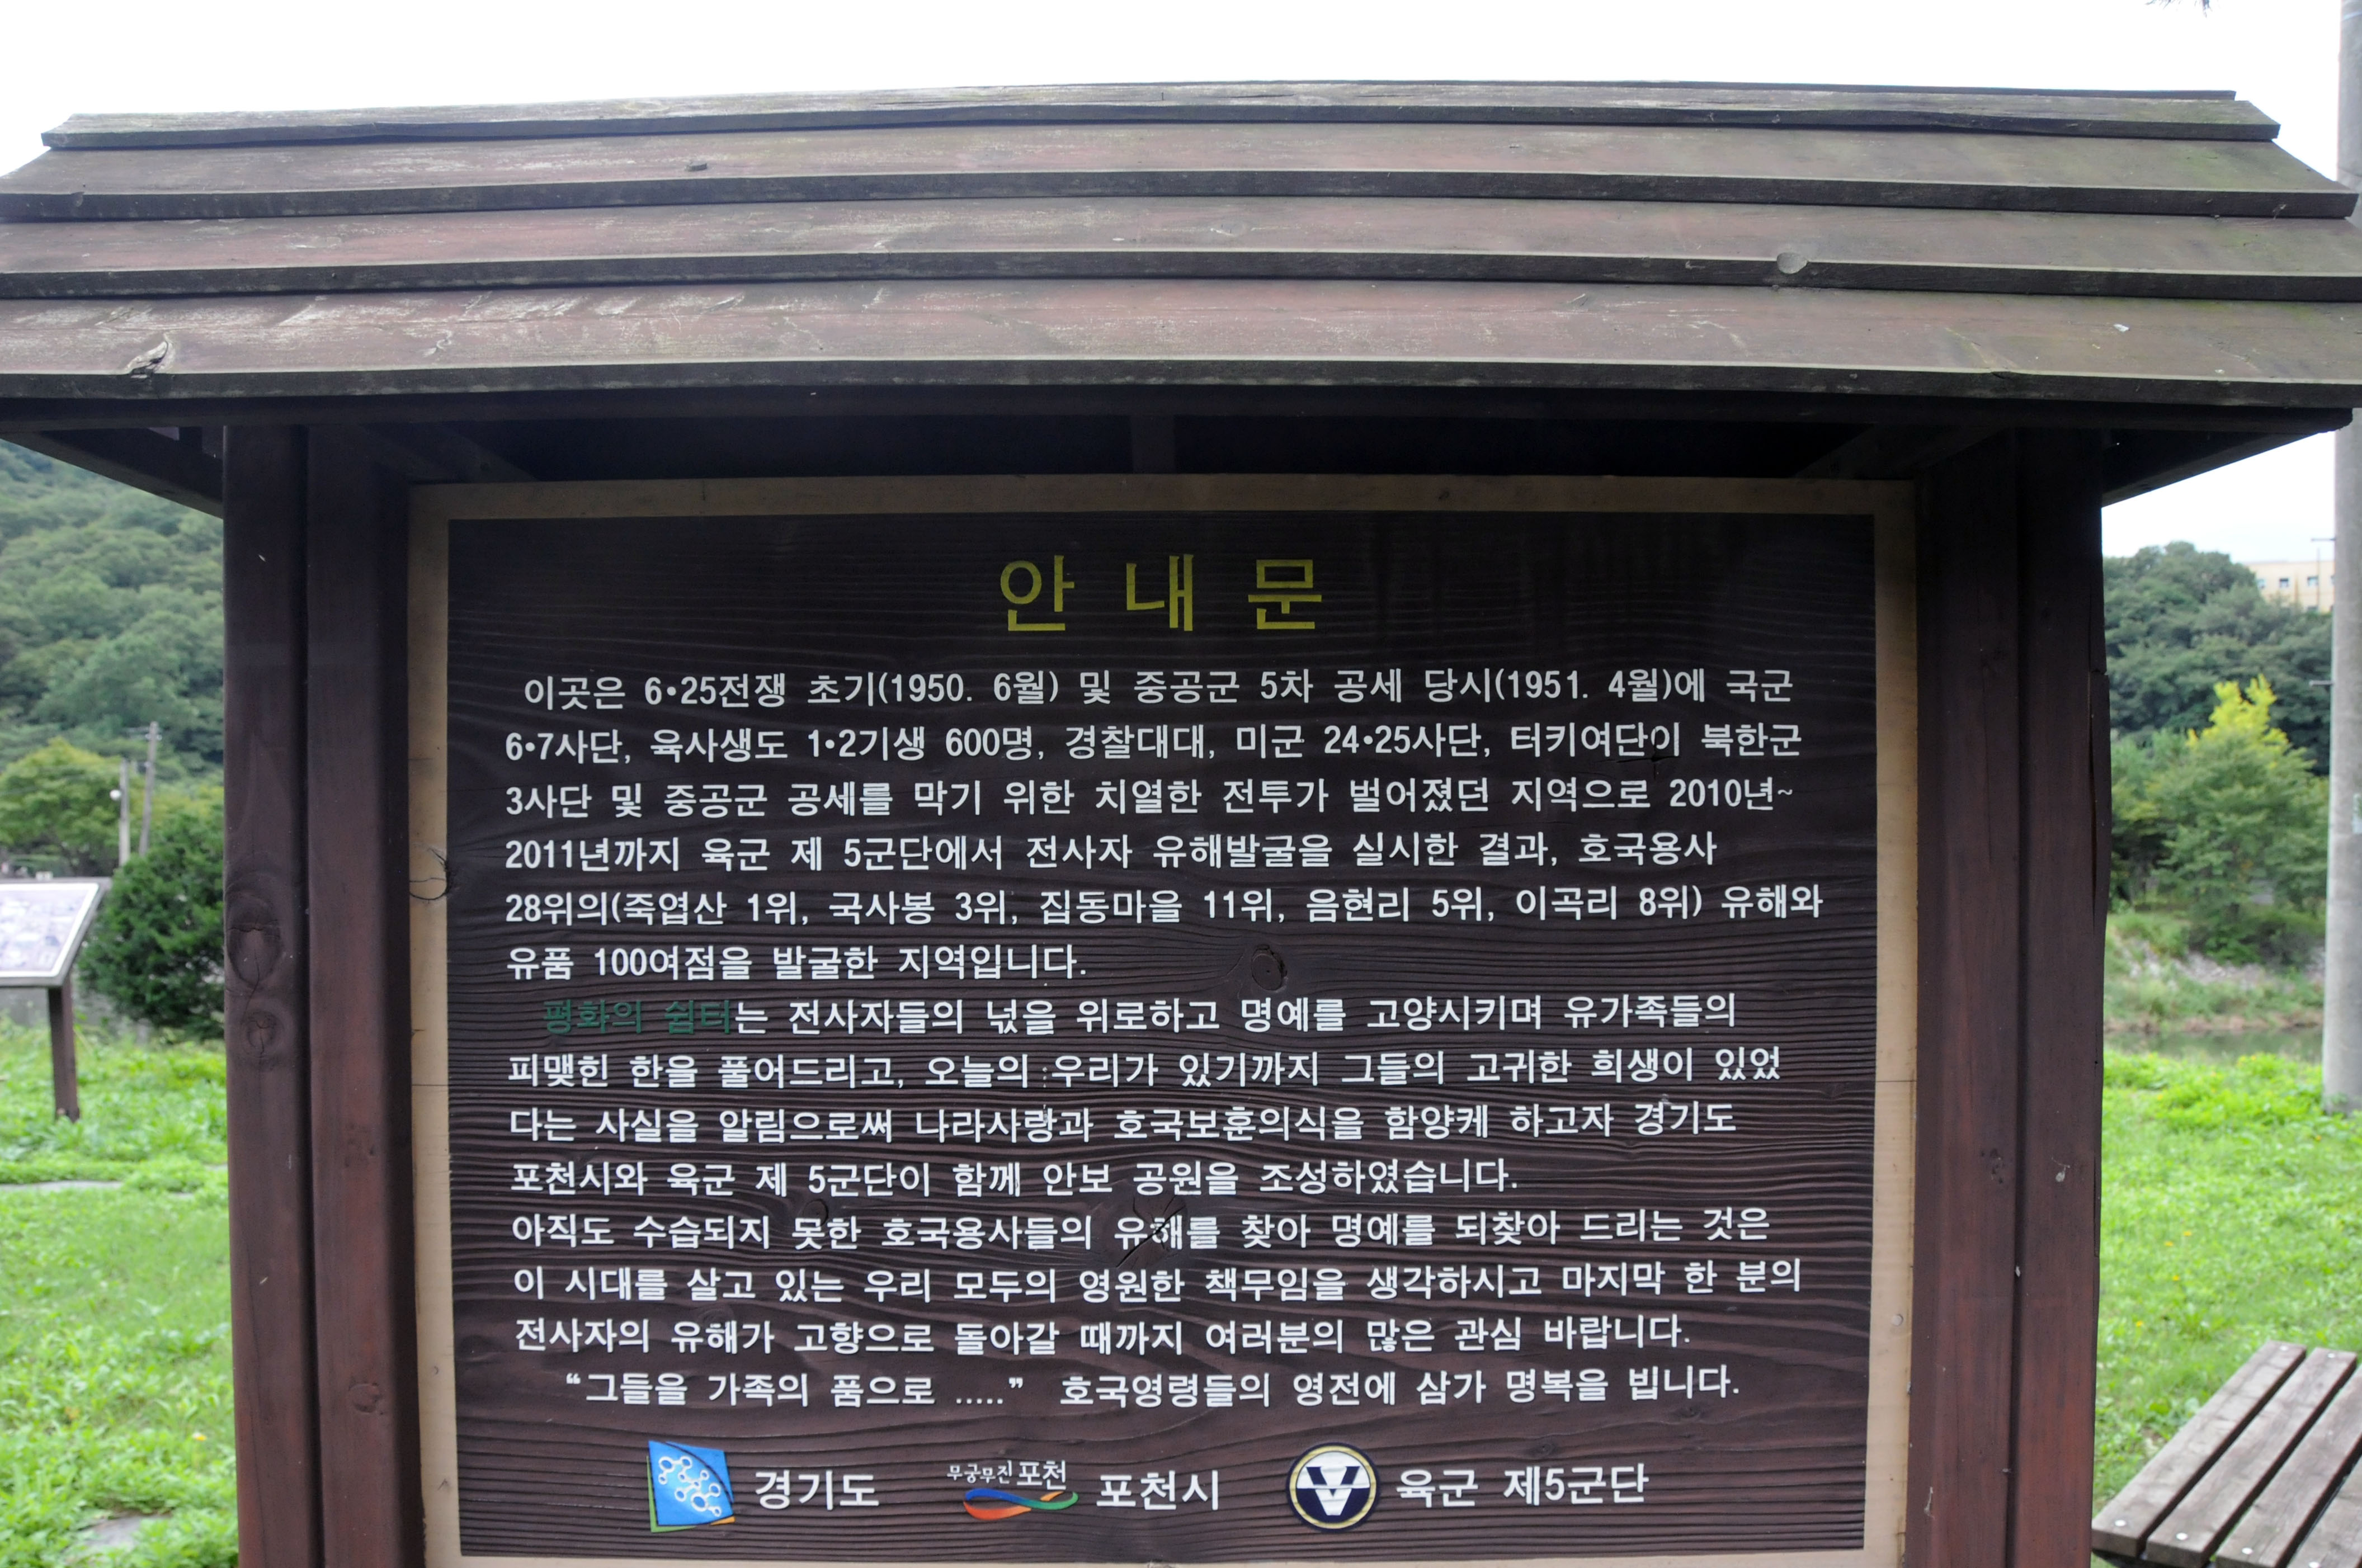 안 내 문
이곳은 6•25전쟁 초기(1950. 6월) 및 중공군 5차 공세 당시(1951. 4월)에 국군
6•7사단, 육사생도 1•2기생 600명, 경찰대대, 미군 24•25사단, 터키여단이 북한군
3사단 및 중공군 공세를 막기 위한 치열한 전투가 벌어졌던 지역으로 2010년~
2011년까지 육군 제 5군단에서 전사자 유해발굴을 실시한 결과, 호국용사
28위의(죽엽산 1위, 국사봉 3위, 집동마을 11위, 음현리 5위, 이곡리 8위) 유해와
유품 100여점을 발굴한 지역입니다.
평화의 쉼터는 전사자들의 넋을 위로하고 명예를 고양시키며 유가족들의
피맺힌 한을 풀어드리고, 오늘의 우리가 있기까지 그들의 고귀한 희생이 있었
다는 사실을 알림으로써 나라사랑과 호국보훈의식을 함양케 하고자 경기도
포천시와 육군 제 5군단이 함께 안보 공원을 조성하였습니다.
아직도 수습되지 못한 호국용사들의 유해를 찾아 명예를 되찾아 드리는 것은
이 시대를 살고 있는 우리 모두의 영원한 책무임을 생각하시고 마지막 한 분의
전사자의 유해가 고향으로 돌아갈 때까지 여러분의 많은 관심 바랍니다.
“그들을 가족의 품으로 .....” 호국영령들의 영전에 삼가 명복을 빕니다.
경기도 무궁무진 포천 포천시 V 육군 제5군단